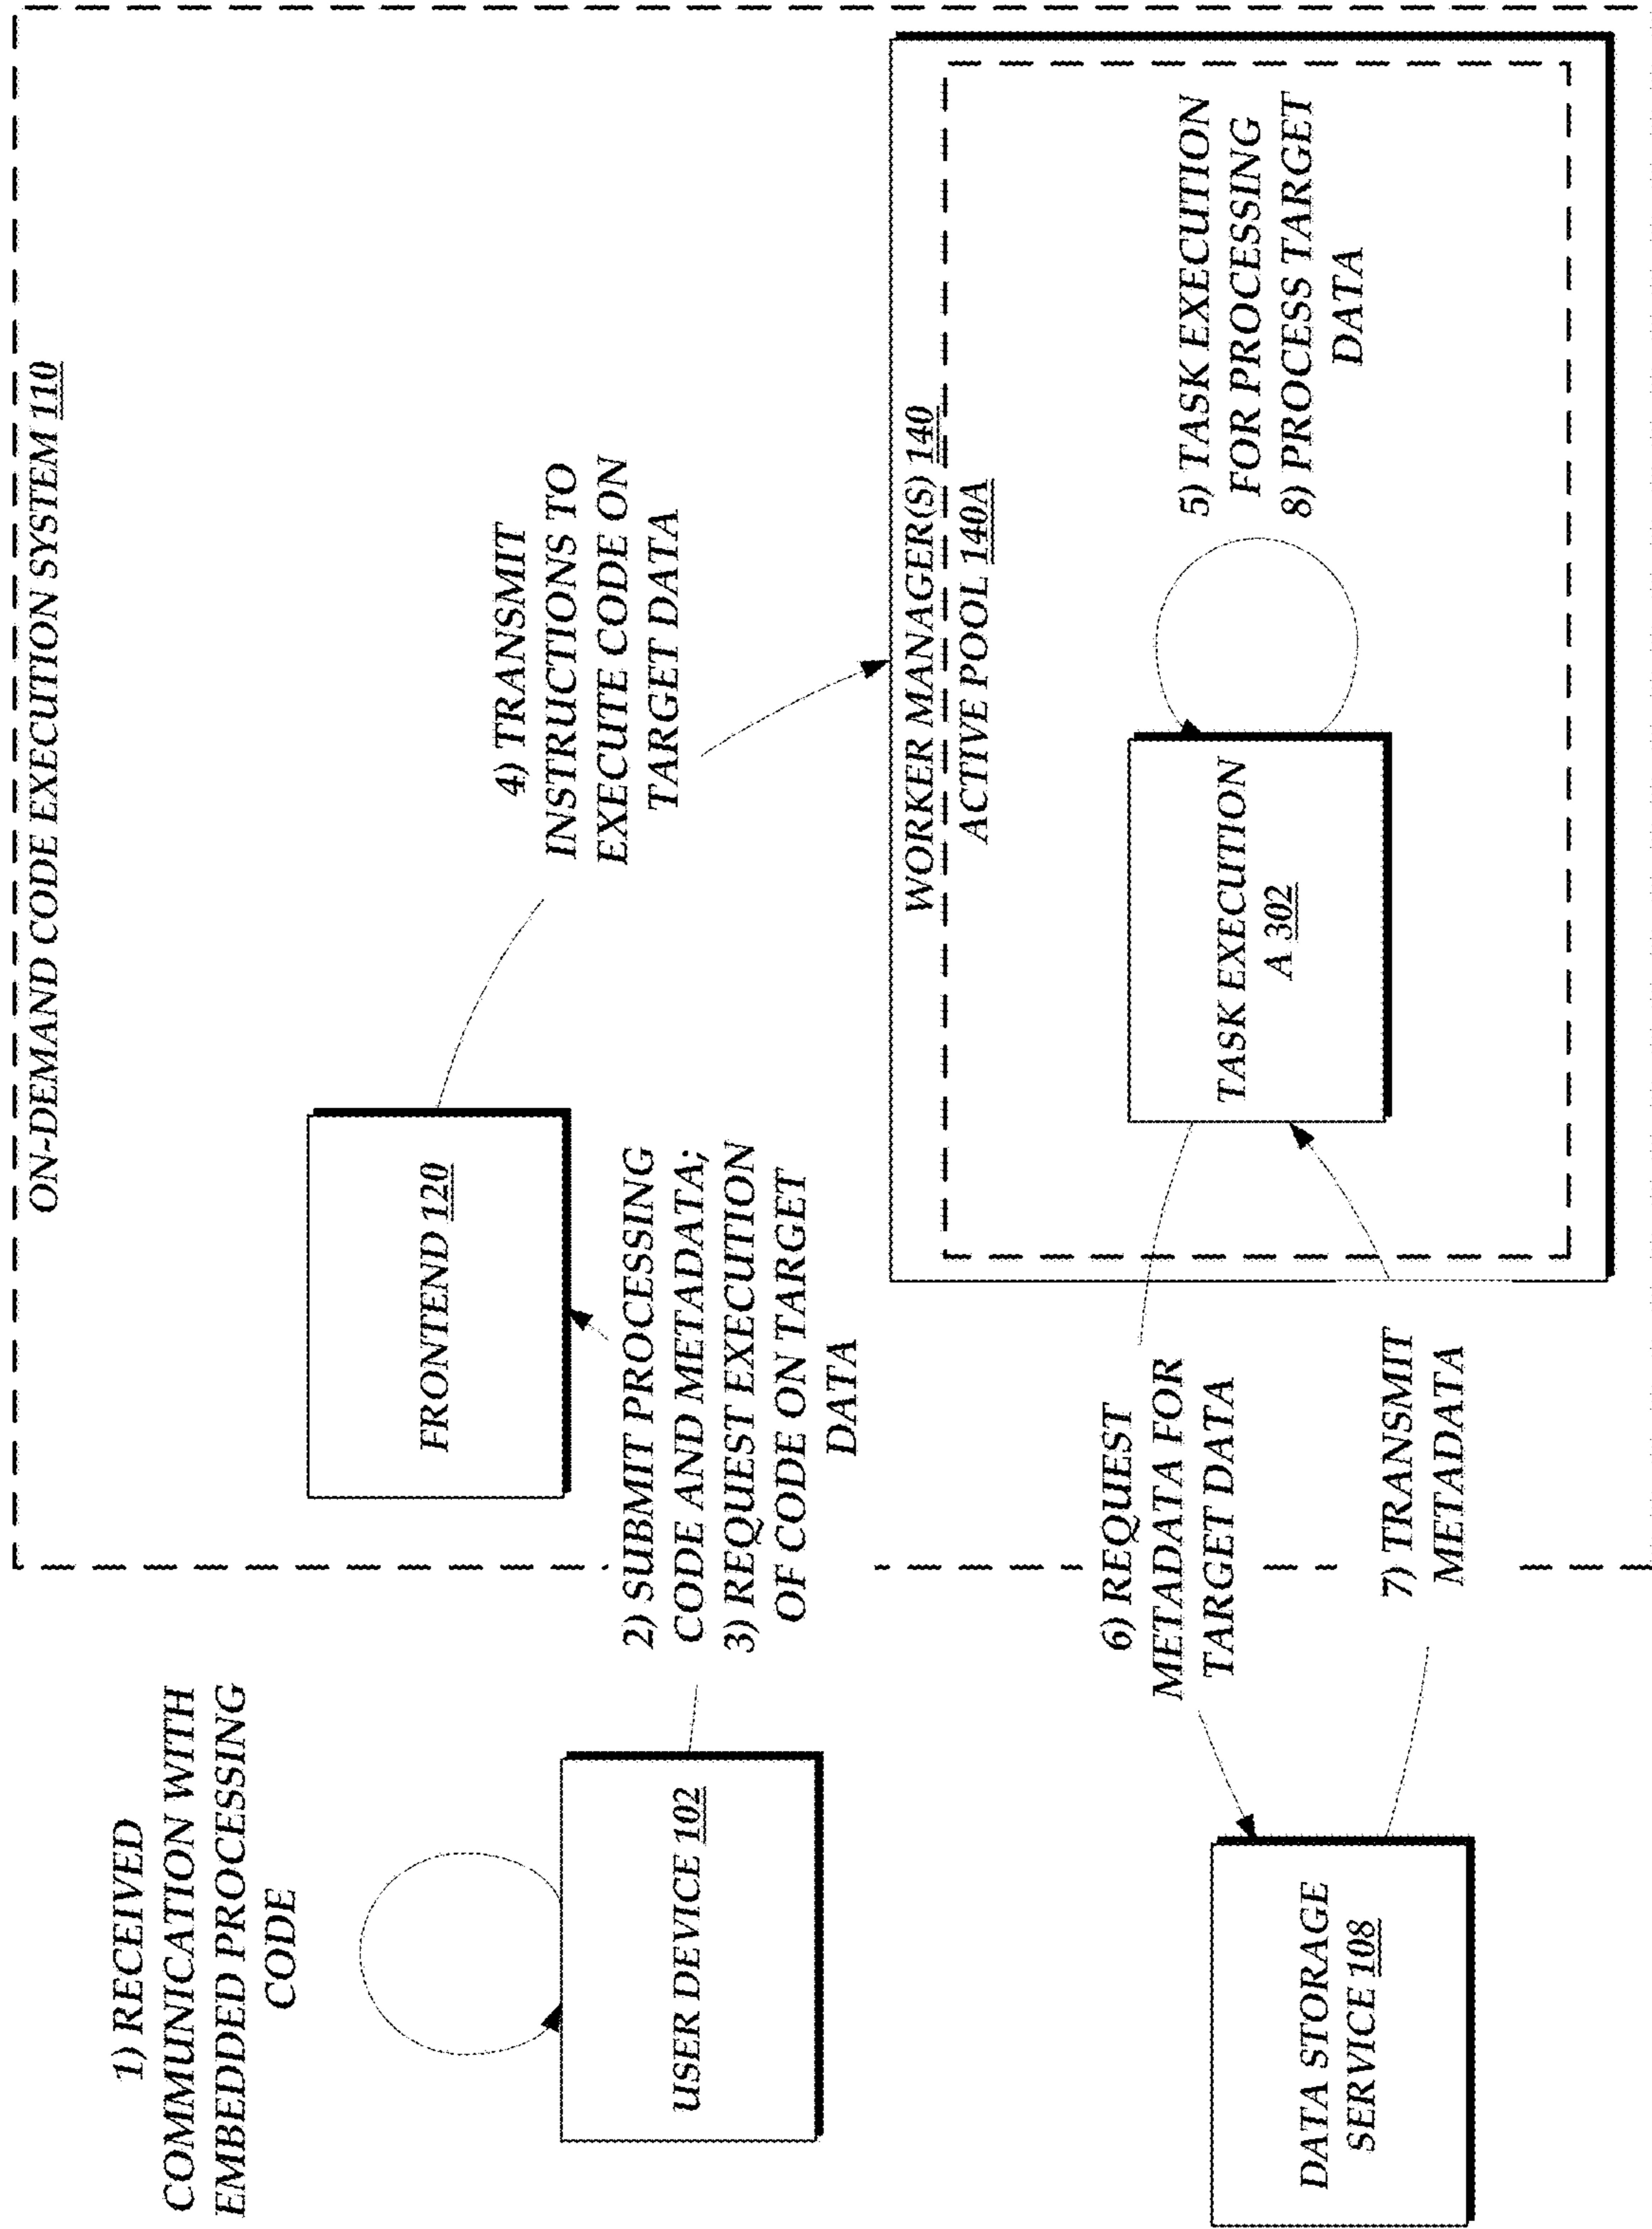 ON-DEMAND CODE EXECUTION SYSTEM 110
1) RECEIVED
COMMUNICATION WITH
EMBEDDED PROCESSING
CODE
USER DEVICE 102
FRONTEND 120
2) SUBMIT PROCESSING
CODE AND METADATA;
3) REQUEST EXECUTION
OF CODE ON TARGET
DATA
4) TRANSMIT
INSTRUCTIONS TO
EXECUTE CODE ON
TARGET DATA
WORKER MANAGER(S) 140
ACTIVE POOL 140A
TASK EXECUTION
A 302
5) TASK EXECUTION
FOR PROCESSING
8) PROCESS TARGET
DATA
6) REQUEST
METADATA FOR
TARGET DATA
7) TRANSMIT
METADATA
DATA STORAGE
SERVICE 108